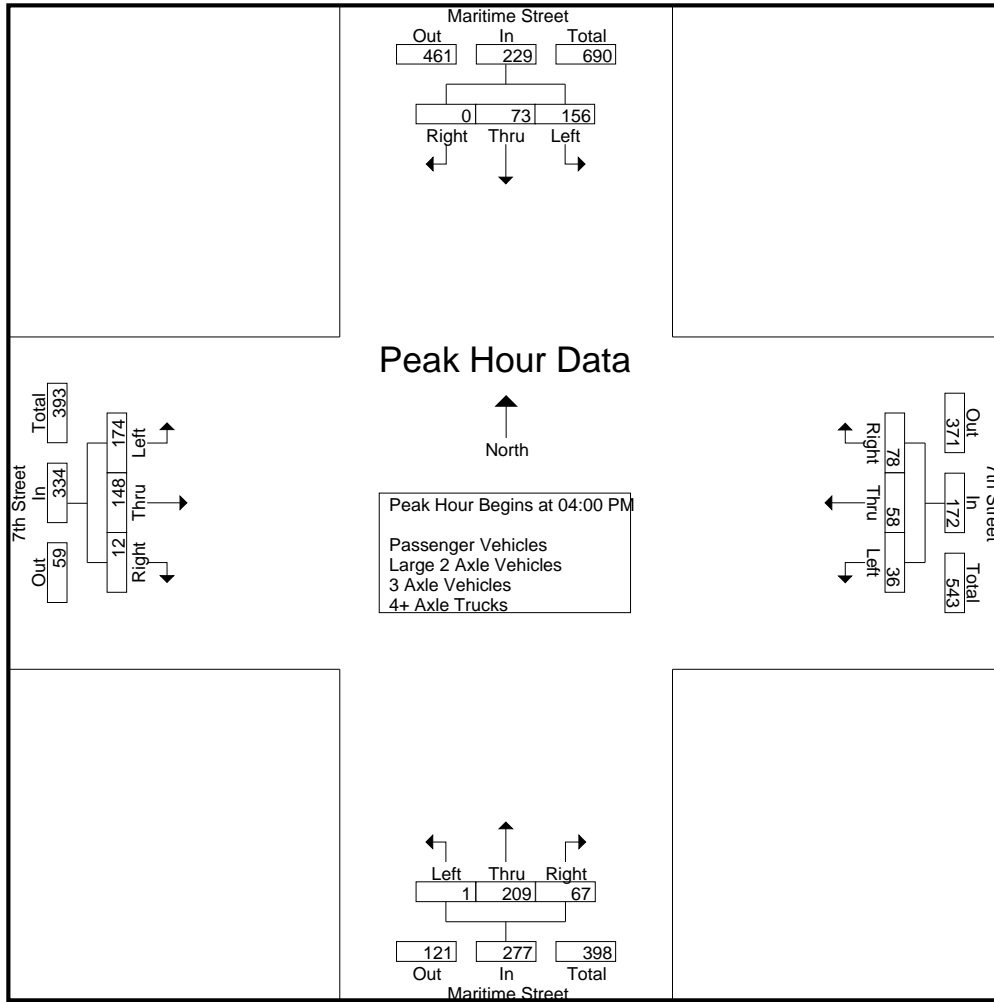 Maritime Street
Out In Total
461 229 690
0 73 156
Right Thru Left
Peak Hour Data
North
Peak Hour Begins at 04:00 PM
Passenger Vehicles
Large 2 Axle Vehicles
3 Axle Vehicles
4+ Axle Trucks
7th Street
Out In Total
59 334 393
12 148 174
Right Thru Left
7th Street
Out In Total
371 172 543
78 58 36
Right Thru Left
Left Thru Right
1 209 67
121 277 398
Out In Total
Maritime Street